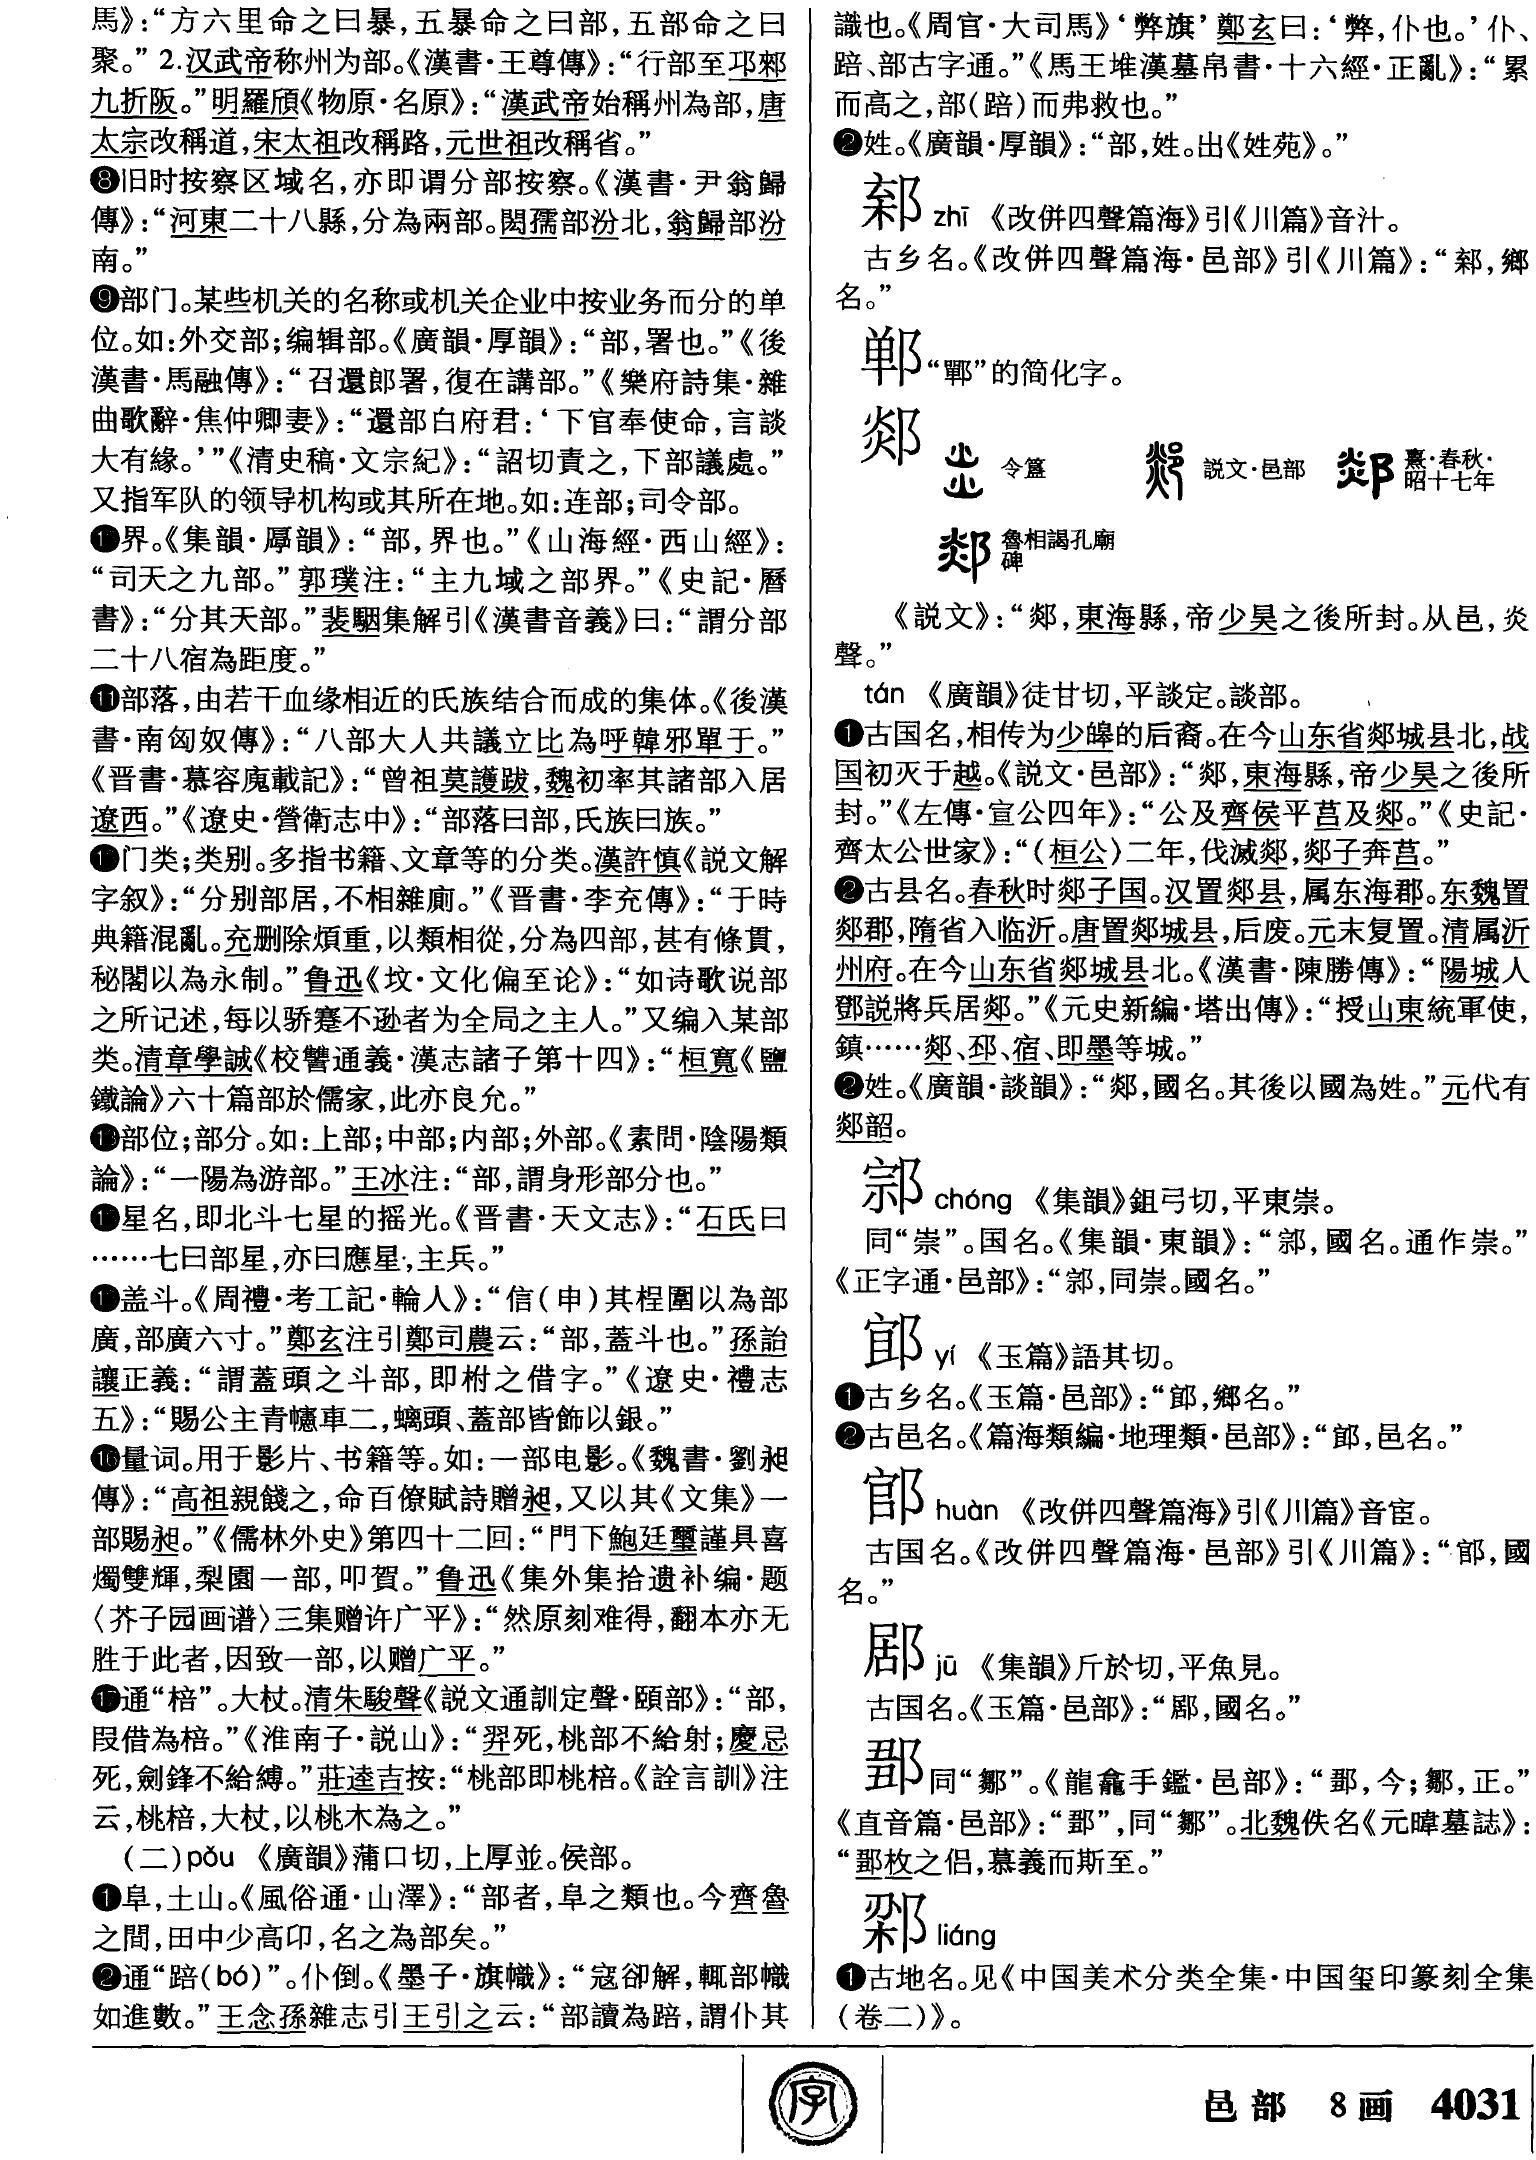 馬》：“方六里命之曰暴，五暴命之曰部，五部命之曰
聚。” 2.汉武帝称州为部。《漢書·王尊傳》：“行部至邛郲
九折阪。”明羅頎《物原·名原》：“漢武帝始稱州為部，唐
太宗改稱道，宋太祖改稱路，元世祖改稱省。”
❽旧时按察区域名，亦即谓分部按察。《漢書·尹翁歸
傳》：“河東二十八縣，分為兩部。閎孺部汾北，翁歸部汾
南。”
❾部门。某些机关的名称或机关企业中按业务而分的单
位。如：外交部；编辑部。《廣韻·厚韻》：“部，署也。”《後
漢書·馬融傳》：“召還郎署，復在講部。”《樂府詩集·雜
曲歌辭·焦仲卿妻》：“還部白府君：‘下官奉使命，言談
大有緣。’”《清史稿·文宗紀》：“詔切責之，下部議處。”
又指军队的领导机构或其所在地。如：连部；司令部。
❿界。《集韻·厚韻》：“部，界也。”《山海經·西山經》：
“司天之九部。”郭璞注：“主九域之部界。”《史記·曆
書》：“分其天部。”裴駰集解引《漢書音義》曰：“謂分部
二十八宿為距度。”
⓫部落，由若干血缘相近的氏族结合而成的集体。《後漢
書·南匈奴傳》：“八部大人共議立比為呼韓邪單于。”
《晋書·慕容廆載記》：“曾祖莫護跋，魏初率其諸部入居
遼西。”《遼史·營衛志中》：“部落曰部，氏族曰族。”
⓬门类；类别。多指书籍、文章等的分类。漢許慎《説文解
字叙》：“分别部居，不相雜廁。”《晋書·李充傳》：“于時
典籍混亂。充删除煩重，以類相從，分為四部，甚有條貫，
秘閣以為永制。”鲁迅《坟·文化偏至论》：“如诗歌说部
之所记述，每以骄蹇不逊者为全局之主人。”又编入某部
类。清章學誠《校讐通義·漢志諸子第十四》：“桓寬《鹽
鐵論》六十篇部於儒家，此亦良允。”
⓭部位；部分。如：上部；中部；内部；外部。《素問·陰陽類
論》：“一陽為游部。”王冰注：“部，謂身形部分也。”
⓮星名，即北斗七星的摇光。《晋書·天文志》：“石氏曰
……七曰部星，亦曰應星，主兵。”
⓯盖斗。《周禮·考工記·輪人》：“信（申）其桯圍以為部
廣，部廣六寸。”鄭玄注引鄭司農云：“部，蓋斗也。”孫詒
讓正義：“謂蓋頭之斗部，即柎之借字。”《遼史·禮志
五》：“賜公主青幰車二，螭頭、蓋部皆飾以銀。”
⓰量词。用于影片、书籍等。如：一部电影。《魏書·劉昶
傳》：“高祖親餞之，命百僚賦詩贈昶，又以其《文集》一
部賜昶。”《儒林外史》第四十二回：“門下鮑廷璽謹具喜
燭雙輝，梨園一部，叩賀。”鲁迅《集外集拾遗补编·题
〈芥子园画谱〉三集赠许广平》：“然原刻难得，翻本亦无
胜于此者，因致一部，以赠广平。”
⓱通“棓”。大杖。清朱駿聲《説文通訓定聲·頤部》：“部，
叚借為棓。”《淮南子·説山》：“羿死，桃部不給射；慶忌
死，劍鋒不給縛。”莊逵吉按：“桃部即桃棓。《詮言訓》注
云，桃棓，大杖，以桃木為之。”
（二）pǒu 《廣韻》蒲口切，上厚並。侯部。
❶阜，土山。《風俗通·山澤》：“部者，阜之類也。今齊魯
之間，田中少高卬，名之為部矣。”
❷通“踣（bó）”。仆倒。《墨子·旗幟》：“寇卻解，輒部幟
如進數。”王念孫雜志引王引之云：“部讀為踣，謂仆其
識也。《周官·大司馬》‘弊旗’鄭玄曰：‘弊，仆也。’仆、
踣、部古字通。”《馬王堆漢墓帛書·十六經·正亂》：“累
而高之，部（踣）而弗救也。”
❷姓。《廣韻·厚韻》：“部，姓。出《姓苑》。”
zhī 《改併四聲篇海》引《川篇》音汁。
古乡名。《改併四聲篇海·邑部》引《川篇》：“，鄉
名。”
郸 “鄲”的简化字。
郯 令簋 説文·邑部 熹·春秋·昭十七年
魯相謁孔廟碑
《説文》：“郯，東海縣，帝少昊之後所封。从邑，炎
聲。”
tán 《廣韻》徒甘切，平談定。談部。
❶古国名，相传为少皞的后裔。在今山东省郯城县北，战
国初灭于越。《説文·邑部》：“郯，東海縣，帝少昊之後所
封。”《左傳·宣公四年》：“公及齊侯平莒及郯。”《史記·
齊太公世家》：“（桓公）二年，伐滅郯，郯子奔莒。”
❷古县名。春秋时郯子国。汉置郯县，属东海郡。东魏置
郯郡，隋省入临沂。唐置郯城县，后废。元末复置。清属沂
州府。在今山东省郯城县北。《漢書·陳勝傳》：“陽城人
鄧説將兵居郯。”《元史新編·塔出傳》：“授山東統軍使，
鎮……郯、邳、宿、即墨等城。”
❷姓。《廣韻·談韻》：“郯，國名。其後以國為姓。”元代有
郯韶。
chóng 《集韻》鉏弓切，平東崇。
同“崇”。国名。《集韻·東韻》：“，國名。通作崇。”
《正字通·邑部》：“，同崇。國名。”
yí 《玉篇》語其切。
❶古乡名。《玉篇·邑部》：“，鄉名。”
❷古邑名。《篇海類編·地理類·邑部》：“，邑名。”
huàn 《改併四聲篇海》引《川篇》音宦。
古国名。《改併四聲篇海·邑部》引《川篇》：“，國
名。”
jū 《集韻》斤於切，平魚見。
古国名。《玉篇·邑部》：“，國名。”
同“鄒”。《龍龕手鑑·邑部》：“，今；鄒，正。”
《直音篇·邑部》：“”，同“鄒”。北魏佚名《元暐墓誌》：
“枚之侣，慕義而斯至。”
liáng
❶古地名。见《中国美术分类全集·中国玺印篆刻全集
（卷二）》。
字
邑部 8画 4031